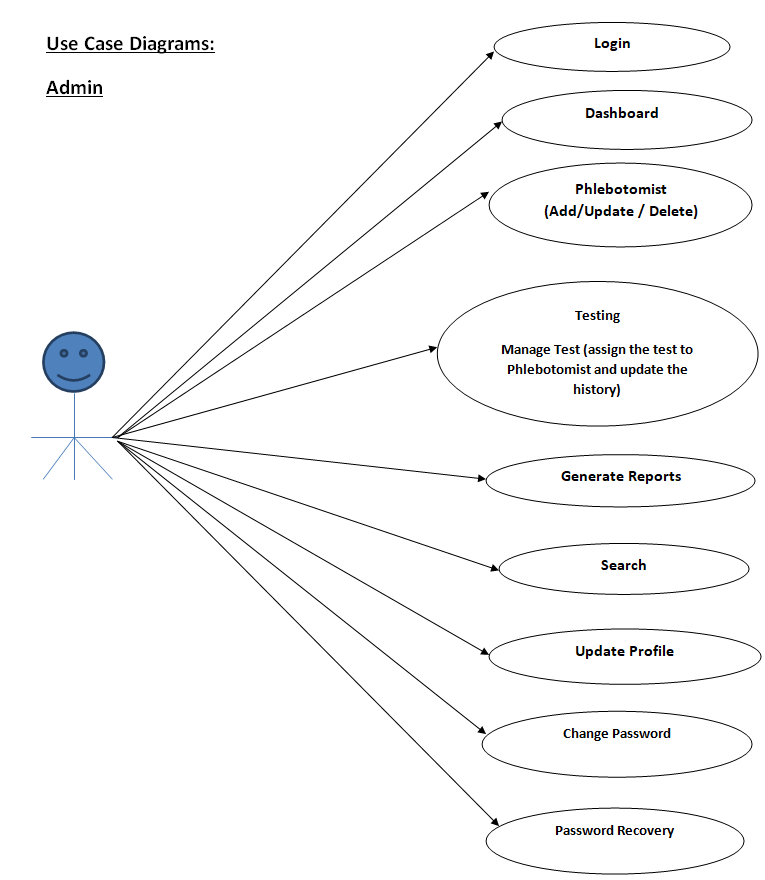 Use Case Diagrams:
Admin
Login
Dashboard
Phlebotomist
(Add/Update / Delete)
Testing
Manage Test (assign the test to
Phlebotomist and update the
history)
Generate Reports
Search
Update Profile
Change Password
Password Recovery